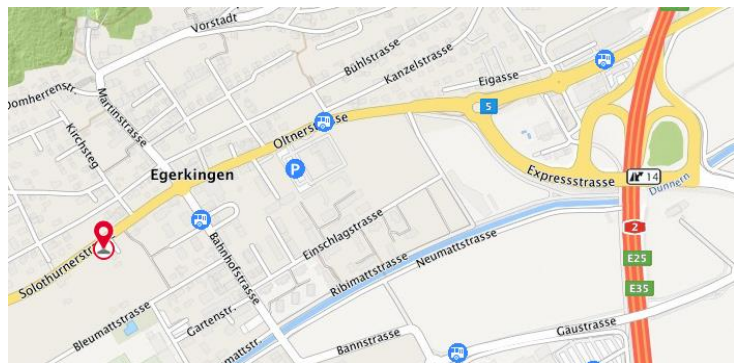 Vorstadt
Bühlstrasse
Kanzelstrasse
Eigasse
Domherrenstr
Martinstrasse
Kirchsteg
Oltnerstrasse
5
P
Egerkingen
Expressstrasse
14
Dünnern
Solothurnerstr
Bahnhofstrasse
Einschlagstrasse
Ribimattstrasse
Neumattstrasse
2
E25
E35
Bleumattstrasse
Gartenstr.
mattstr.
Bannstrasse
Gäustrasse